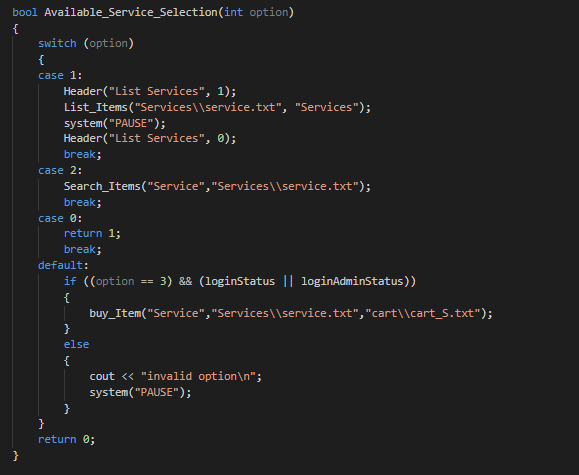 bool Available_Service_Selection(int option)
{
    switch (option)
    {
    case 1:
        Header("List Services", 1);
        List_Items("Services\\service.txt", "Services");
        system("PAUSE");
        Header("List Services", 0);
        break;
    case 2:
        Search_Items("Service","Services\\service.txt");
        break;
    case 0:
        return 1;
        break;
    default:
        if ((option == 3) && (loginStatus || loginAdminStatus))
        {
            buy_Item("Service","Services\\service.txt","cart\\cart_S.txt");
        }
        else
        {
            cout << "invalid option\n";
            system("PAUSE");
        }
    }
    return 0;
}